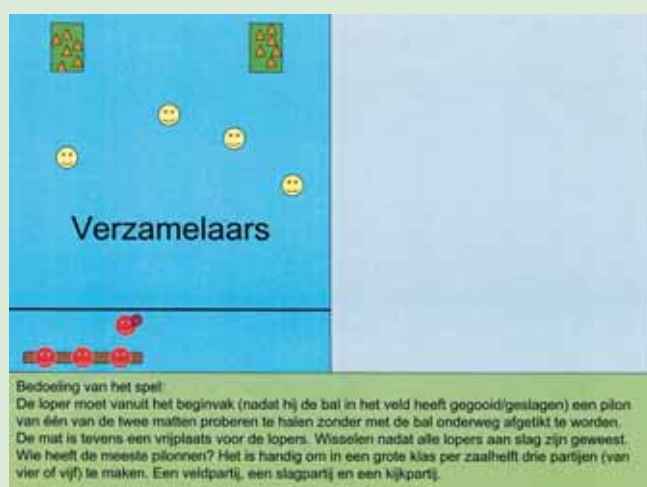 Verzamelaars
Bedoeling van het spel:
De loper moet vanuit het beginvak (nadat hij de bal in het veld heeft gegooid/geslagen) een pilon
van één van de twee matten proberen te halen zonder met de bal onderweg afgetikt te worden.
De mat is tevens een vrijplaats voor de lopers. Wisselen nadat alle lopers aan slag zijn geweest.
Wie heeft de meeste pilonnen? Het is handig om in een grote klas per zaalhelft drie partijen (van
vier of vijf) te maken. Een veldpartij, een slagpartij en een kijkpartij.